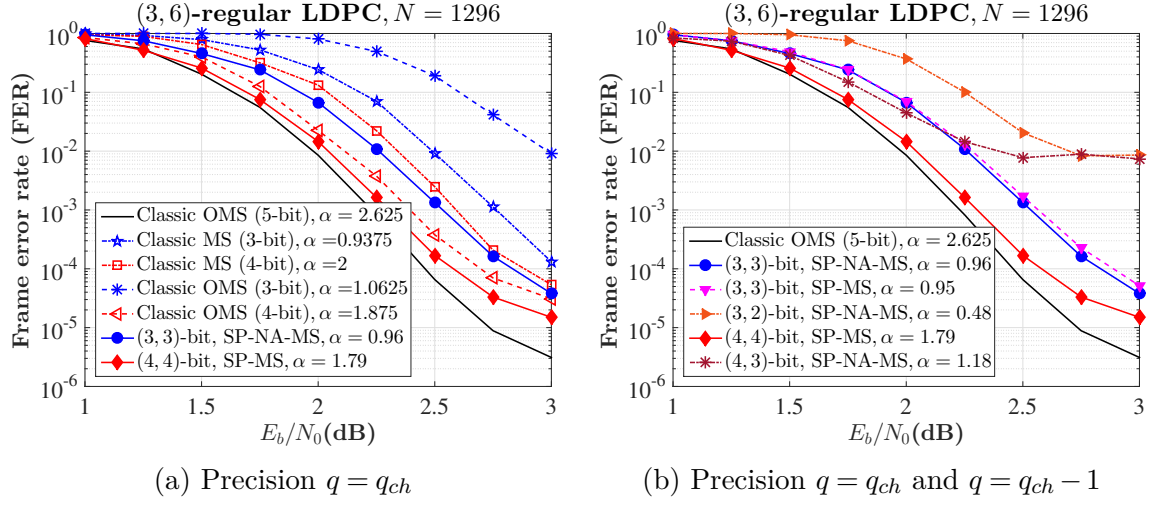 (3, 6)-regular LDPC, N = 1296
Frame error rate (FER)
10^0
10^-1
10^-2
10^-3
10^-4
10^-5
10^-6
Classic OMS (5-bit), α = 2.625
Classic MS (3-bit), α =0.9375
Classic MS (4-bit), α =2
Classic OMS (3-bit), α =1.0625
Classic OMS (4-bit), α =1.875
(3, 3)-bit, SP-NA-MS, α = 0.96
(4, 4)-bit, SP-MS, α = 1.79
1 1.5 2 2.5 3
E_b/N_0(dB)
(a) Precision q = q_ch
(3, 6)-regular LDPC, N = 1296
Frame error rate (FER)
10^0
10^-1
10^-2
10^-3
10^-4
10^-5
10^-6
Classic OMS (5-bit), α = 2.625
(3, 3)-bit, SP-NA-MS, α = 0.96
(3, 3)-bit, SP-MS, α = 0.95
(3, 2)-bit, SP-NA-MS, α = 0.48
(4, 4)-bit, SP-MS, α = 1.79
(4, 3)-bit, SP-NA-MS, α = 1.18
1 1.5 2 2.5 3
E_b/N_0(dB)
(b) Precision q = q_ch and q = q_ch − 1